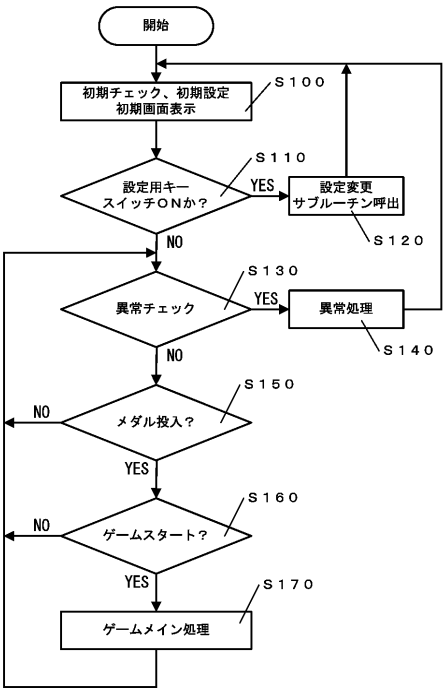 開始
初期チェック、初期設定
初期画面表示
S100
設定用キー
スイッチONか？
S110
YES
設定変更
サブルーチン呼出
S120
NO
異常チェック
S130
YES
異常処理
S140
NO
メダル投入？
S150
NO
YES
ゲームスタート？
S160
NO
YES
ゲームメイン処理
S170